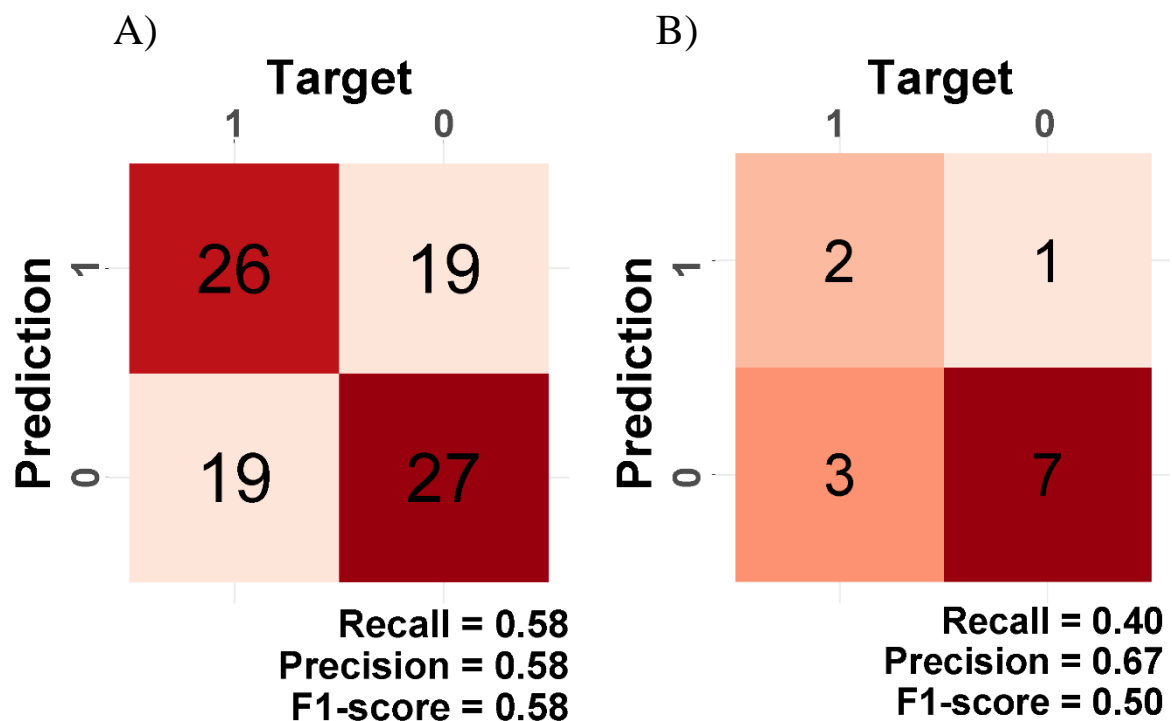 A)
Target
1 0
Prediction
1
26 19
0
19 27
Recall = 0.58
Precision = 0.58
F1-score = 0.58
B)
Target
1 0
Prediction
1
2 1
0
3 7
Recall = 0.40
Precision = 0.67
F1-score = 0.50